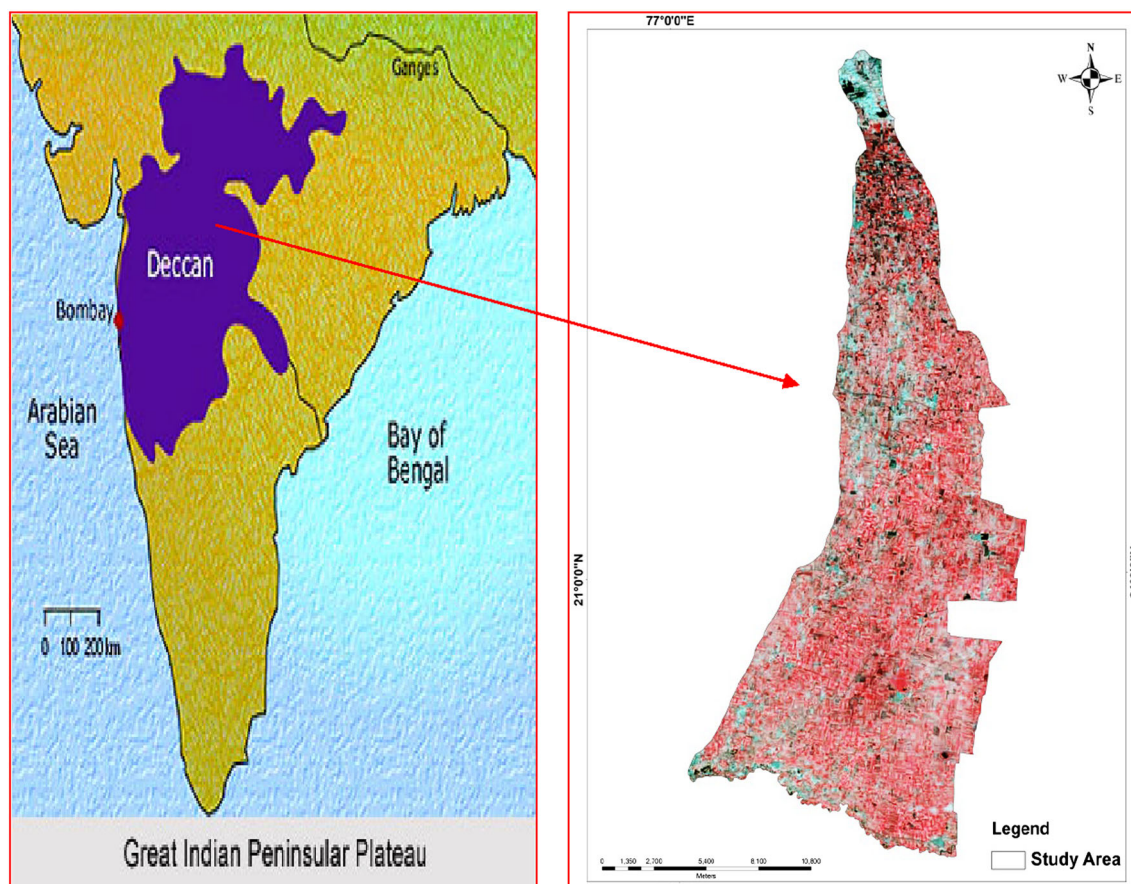 Ganges
Deccan
Bombay
Arabian
Sea
Bay of
Bengal
0 100 200 km
Great Indian Peninsular Plateau
77°0'0"E
N
W E
S
21°0'0"N
Legend
Study Area
0 1,350 2,700 5,400 8,100 10,800
Meters